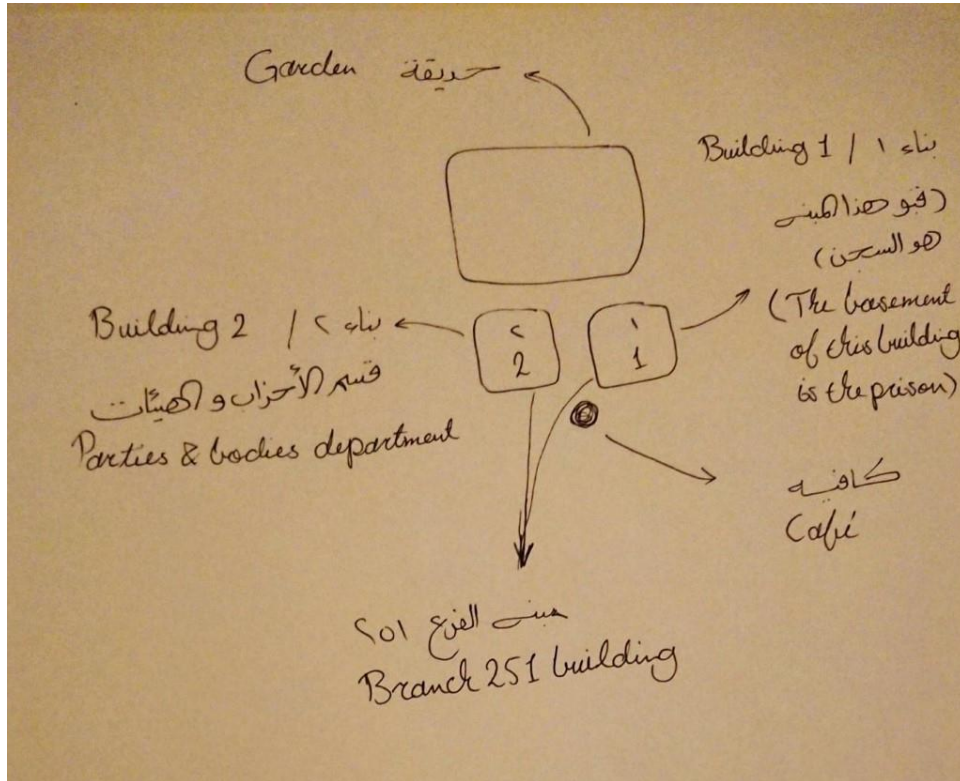 Garden حديقة
Building 1 / ١ بناء
(قبو هذا المبنى
هو السجن)
(The basement
of this building
is the prison)
Building 2 / ٢ بناء
قسم الأحزاب و الهيئات
Parties & bodies department
٢
2
١
1
كافيه
Café
مبنى الفرع ٢٥١
Branch 251 building